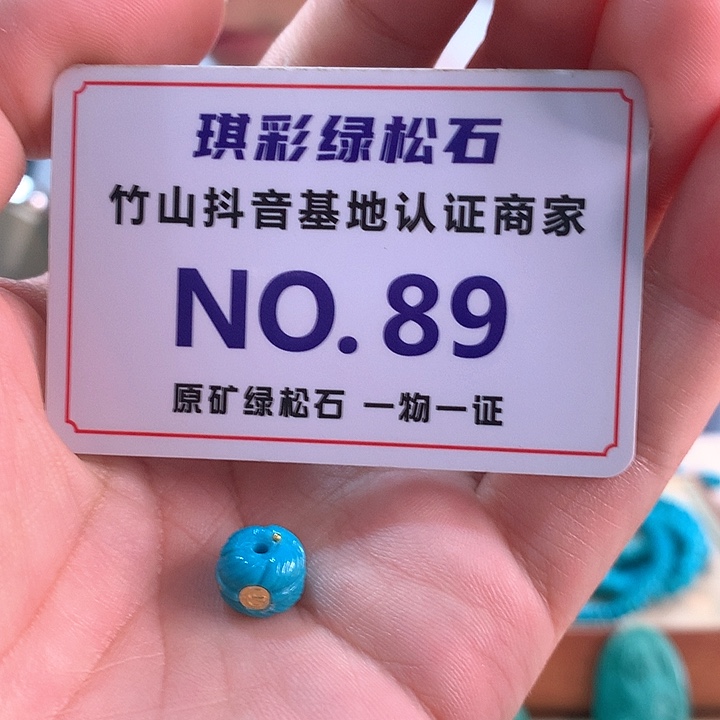 琪彩绿松石
竹山抖音基地认证商家
NO.89
原矿绿松石 一物一证